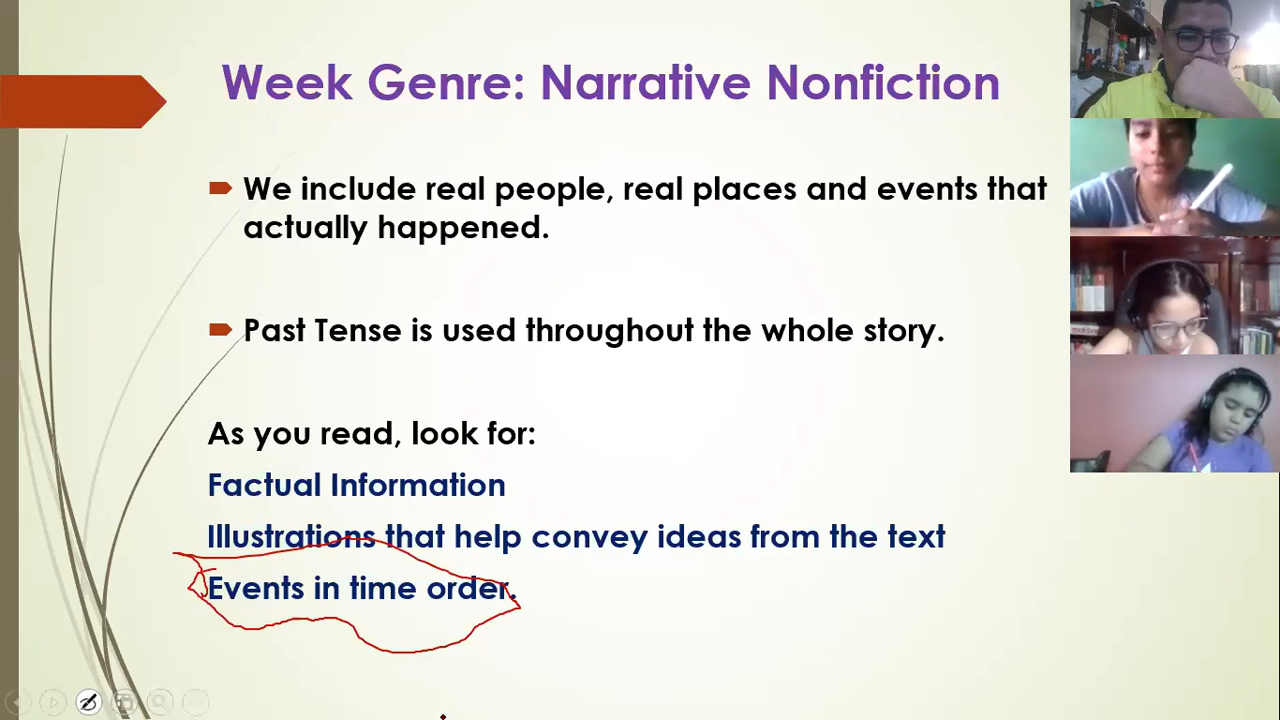 Week Genre: Narrative Nonfiction
We include real people, real places and events that
actually happened.
Past Tense is used throughout the whole story.
As you read, look for:
Factual Information
Illustrations that help convey ideas from the text
Events in time order.